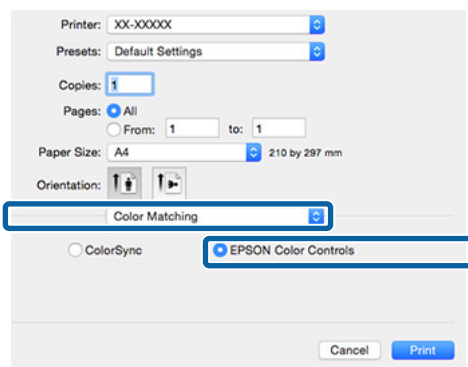 Printer: XX-XXXXX
Presets: Default Settings
Copies: 1
Pages: All
From: 1 to: 1
Paper Size: A4 210 by 297 mm
Orientation:
Color Matching
ColorSync EPSON Color Controls
Cancel Print